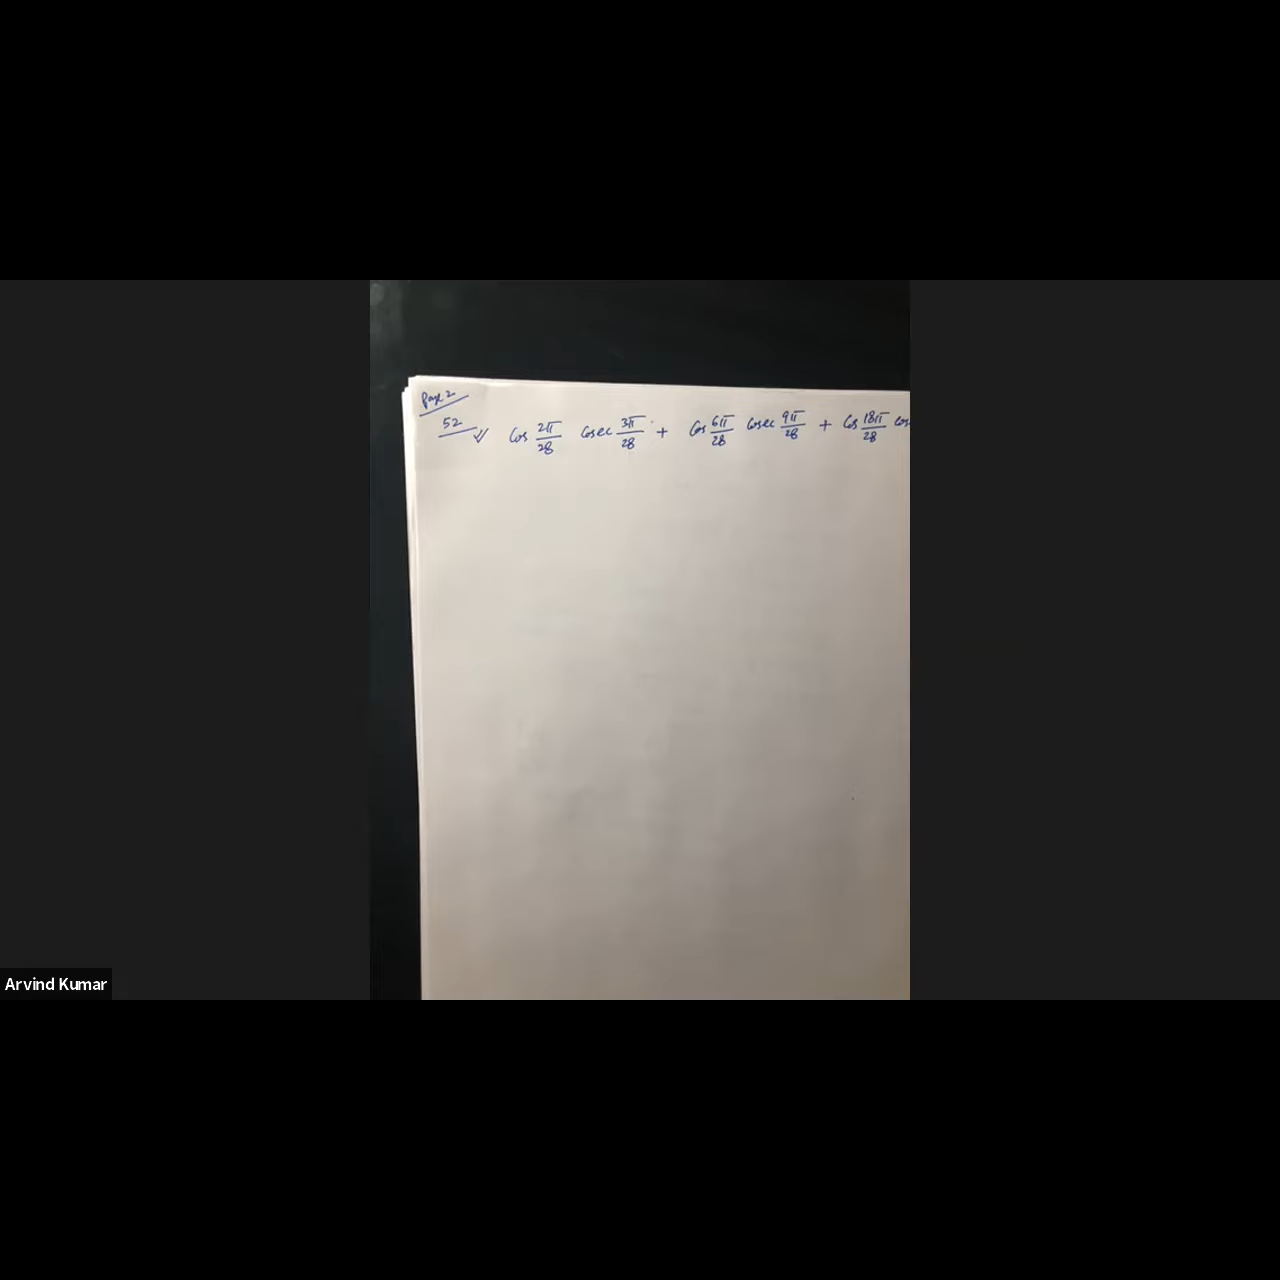 Page 2
52 cos 2π/28 cosec 3π/28 + cos 6π/28 cosec 9π/28 + cos 18π/28 cos
Arvind Kumar